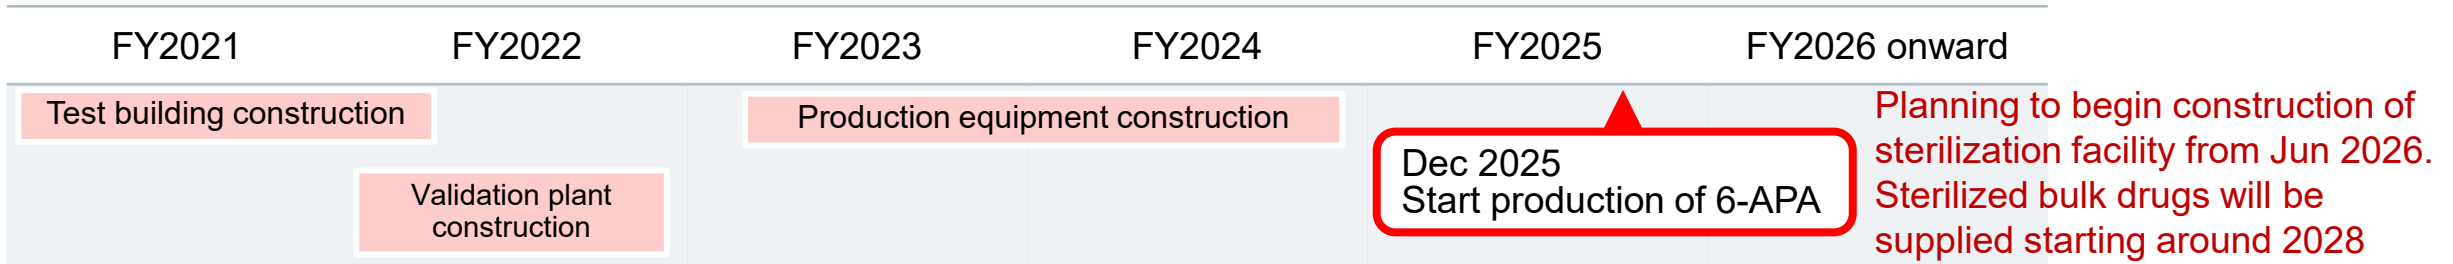 FY2021 FY2022 FY2023 FY2024 FY2025 FY2026 onward
Test building construction
Production equipment construction
Validation plant
construction
Dec 2025
Start production of 6-APA
Planning to begin construction of
sterilization facility from Jun 2026.
Sterilized bulk drugs will be
supplied starting around 2028